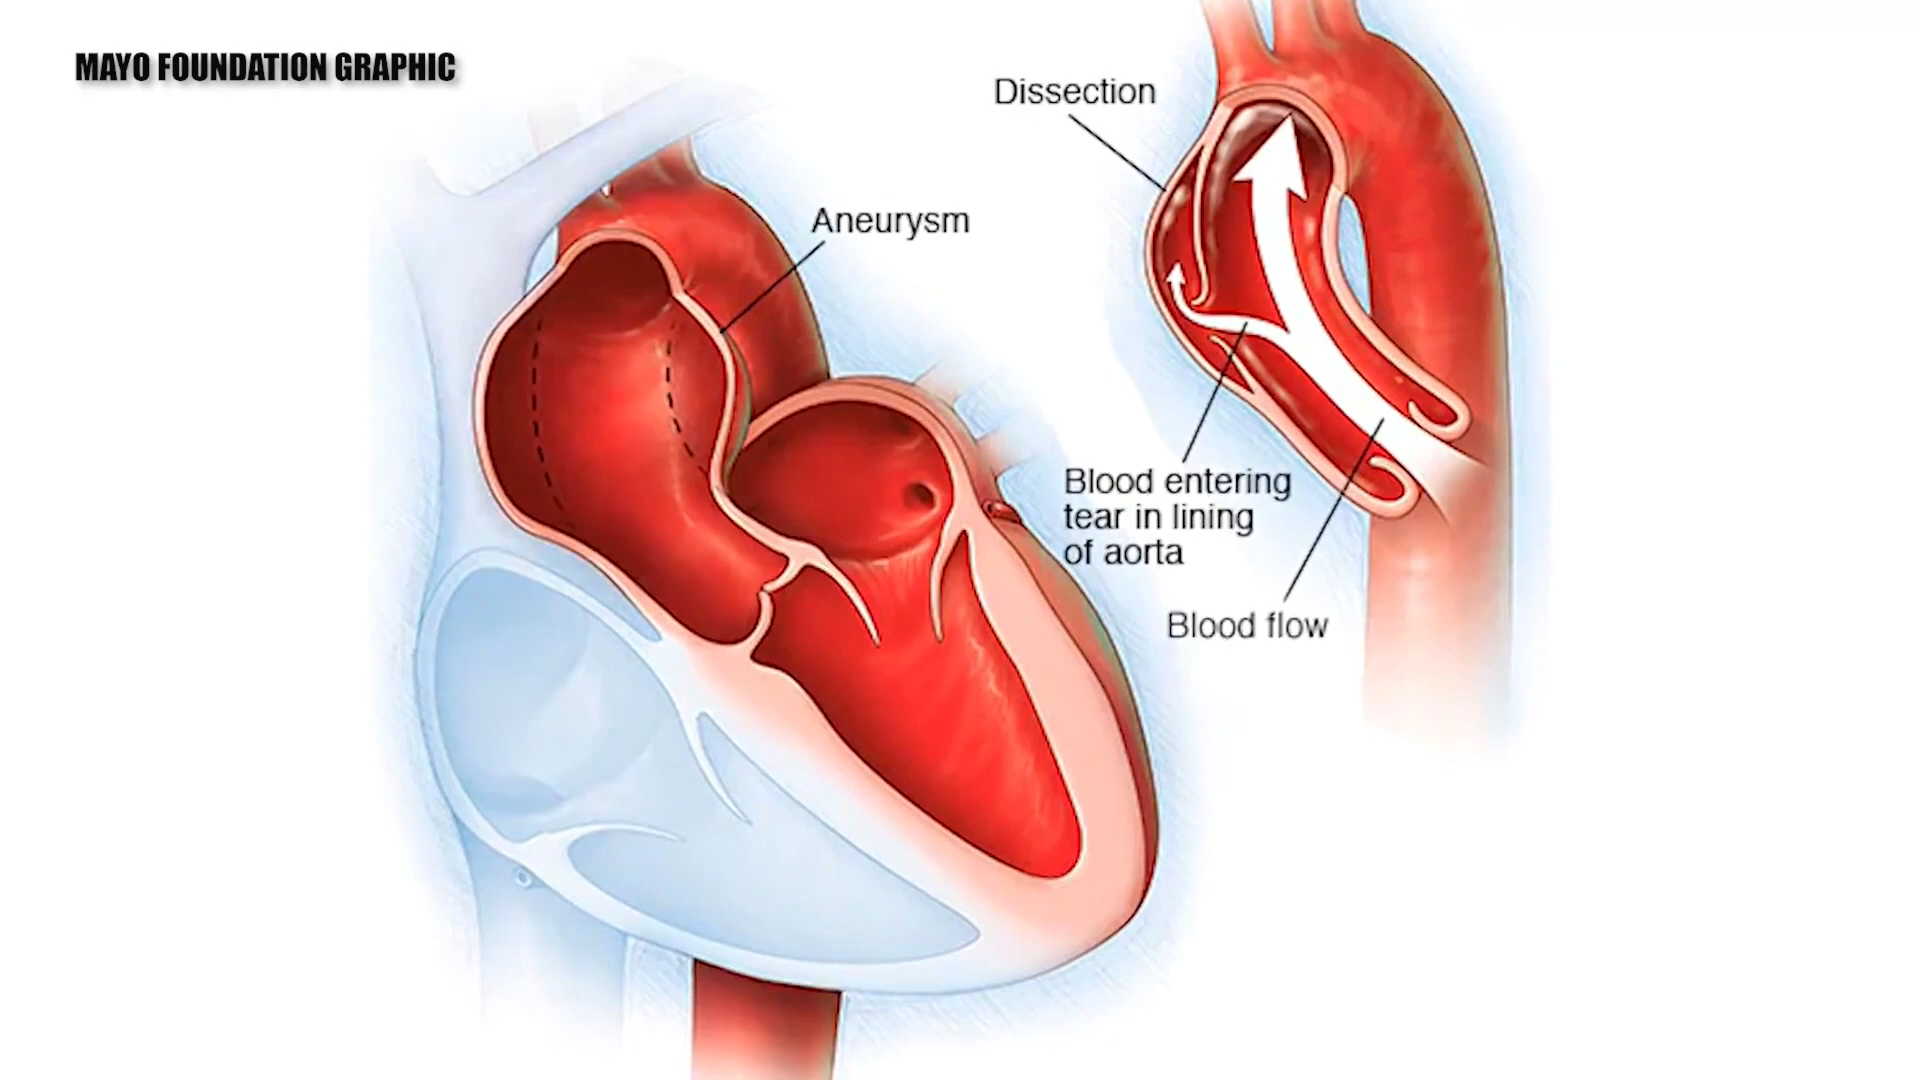 MAYO FOUNDATION GRAPHIC
Dissection
Aneurysm
Blood entering
tear in lining
of aorta
Blood flow